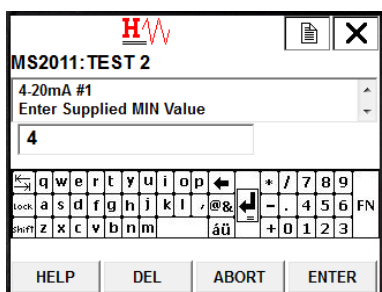 H
MS2011:TEST 2
4-20mA #1
Enter Supplied MIN Value
4
q w e r t y u i o p * / 7 8 9
Lock a s d f g h j k l , @& - . 4 5 6 FN
Shift z x c v b n m áü + 0 1 2 3
HELP DEL ABORT ENTER